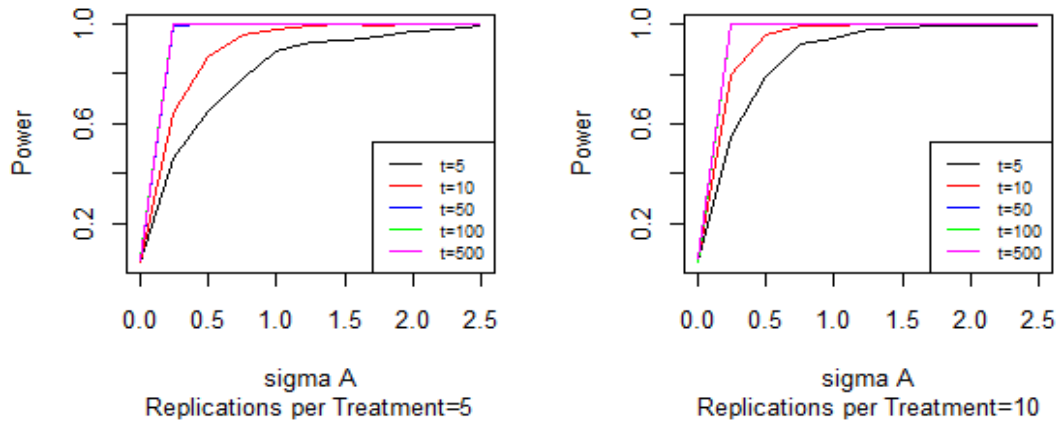 Power
1.0
0.6
0.2
t=5
t=10
t=50
t=100
t=500
0.0 0.5 1.0 1.5 2.0 2.5
sigma A
Replications per Treatment=5
Power
1.0
0.6
0.2
t=5
t=10
t=50
t=100
t=500
0.0 0.5 1.0 1.5 2.0 2.5
sigma A
Replications per Treatment=10